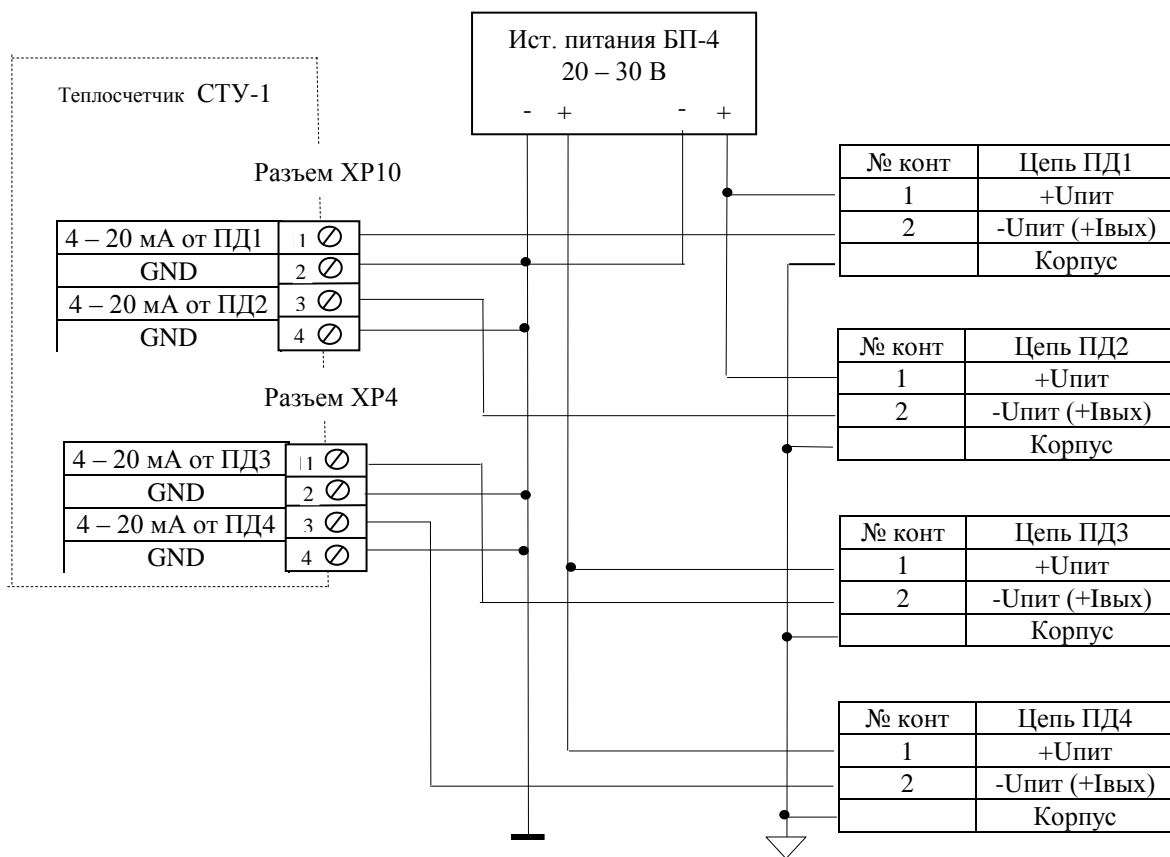 Ист. питания БП-4
20 – 30 В
- + - +
Теплосчетчик СТУ-1
Разъем ХР10
4 – 20 мА от ПД1 1
GND 2
4 – 20 мА от ПД2 3
GND 4
Разъем ХР4
4 – 20 мА от ПД3 1
GND 2
4 – 20 мА от ПД4 3
GND 4
№ конт Цепь ПД1
1 +Uпит
2 -Uпит (+Iвых)
Корпус
№ конт Цепь ПД2
1 +Uпит
2 -Uпит (+Iвых)
Корпус
№ конт Цепь ПД3
1 +Uпит
2 -Uпит (+Iвых)
Корпус
№ конт Цепь ПД4
1 +Uпит
2 -Uпит (+Iвых)
Корпус